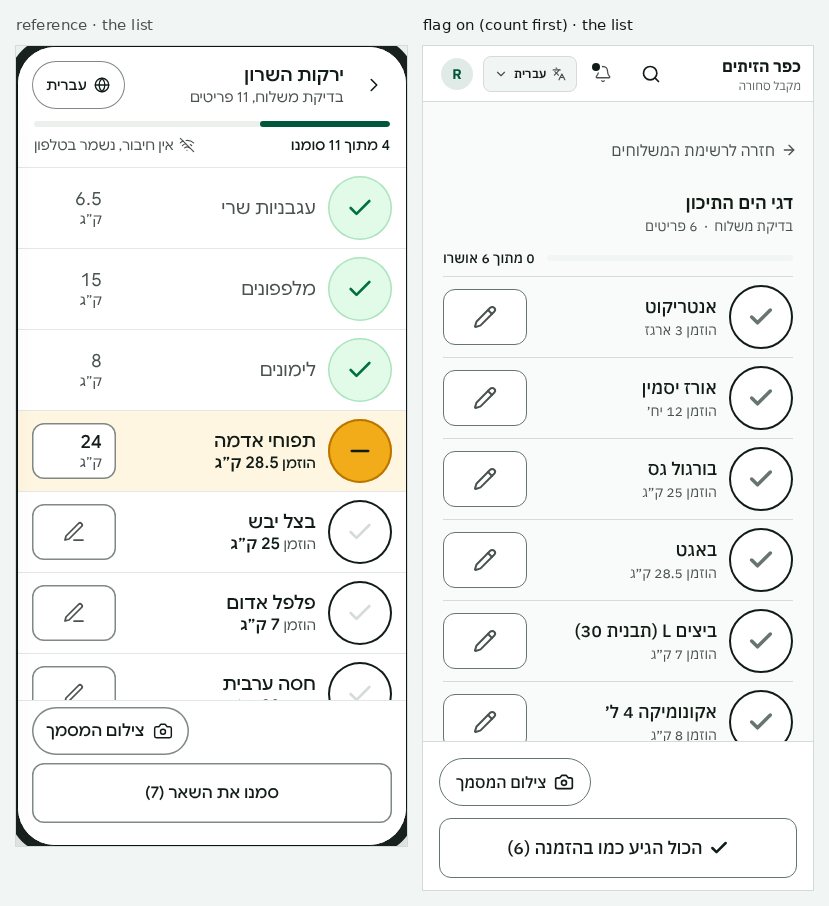 reference · the list
ירקות השרון
בדיקת משלוח, 11 פריטים
עברית
4 מתוך 11 סומנו
אין חיבור, נשמר בטלפון
עגבניות שרי
6.5
ק״ג
מלפפונים
15
ק״ג
לימונים
8
ק״ג
תפוחי אדמה
הוזמן 28.5 ק״ג
24
ק״ג
בצל יבש
הוזמן 25 ק״ג
פלפל אדום
הוזמן 7 ק״ג
חסה ערבית
צילום המסמך
סמנו את השאר (7)
flag on (count first) · the list
כפר הזיתים
מקבל סחורה
עברית
R
חזרה לרשימת המשלוחים
דגי הים התיכון
בדיקת משלוח · 6 פריטים
0 מתוך 6 אושרו
אנטריקוט
הוזמן 3 ארגז
אורז יסמין
הוזמן 12 יח׳
בורגול גס
הוזמן 25 ק״ג
באגט
הוזמן 28.5 ק״ג
ביצים L (תבנית 30)
הוזמן 7 ק״ג
אקונומיקה 4 ל׳
הוזמן 8 ק״ג
צילום המסמך
הכול הגיע כמו בהזמנה (6)